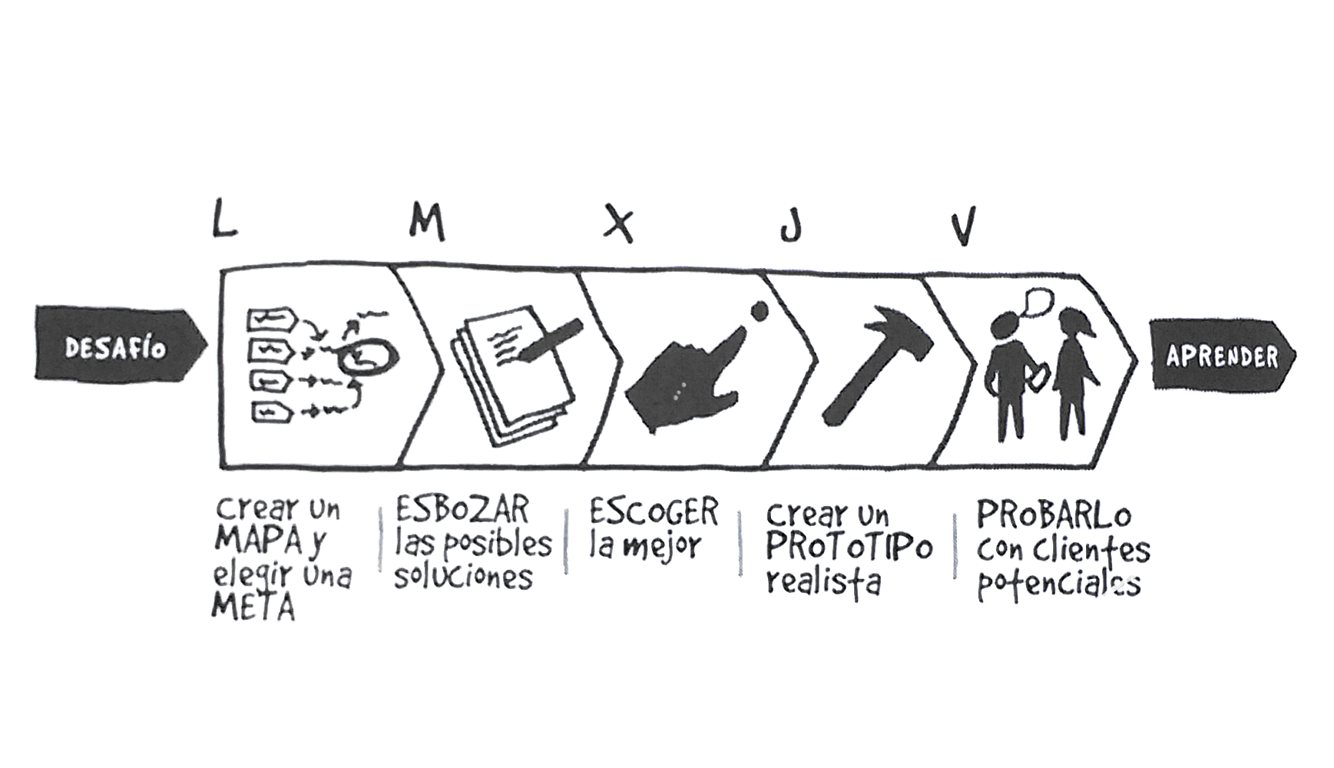 L
M
X
J
V
DESAFÍO
APRENDER
crear un
MAPA y
elegir una
META
ESBOZAR
las posibles
soluciones
ESCOGER
la mejor
crear un
PROTOTIPO
realista
PROBARLO
con clientes
potenciales